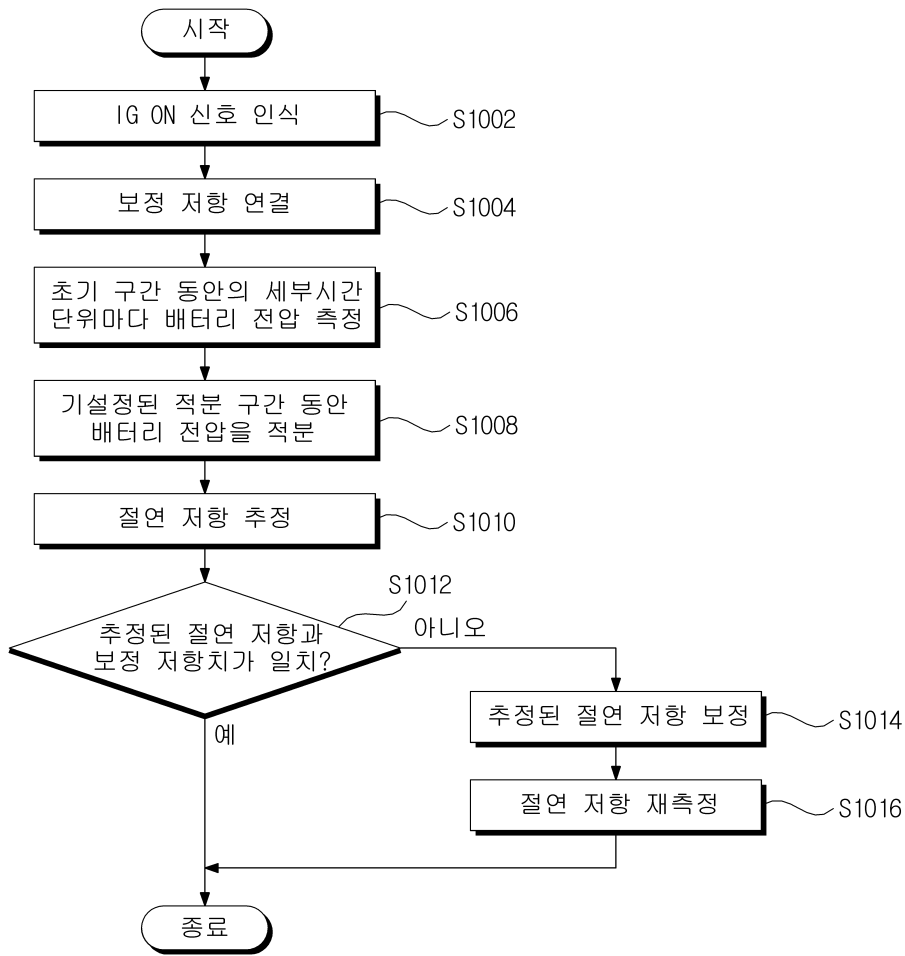 시작
IG ON 신호 인식
S1002
보정 저항 연결
S1004
초기 구간 동안의 세부시간
단위마다 배터리 전압 측정
S1006
기설정된 적분 구간 동안
배터리 전압을 적분
S1008
절연 저항 추정
S1010
S1012
추정된 절연 저항과
보정 저항치가 일치?
아니오
예
추정된 절연 저항 보정
S1014
절연 저항 재측정
S1016
종료